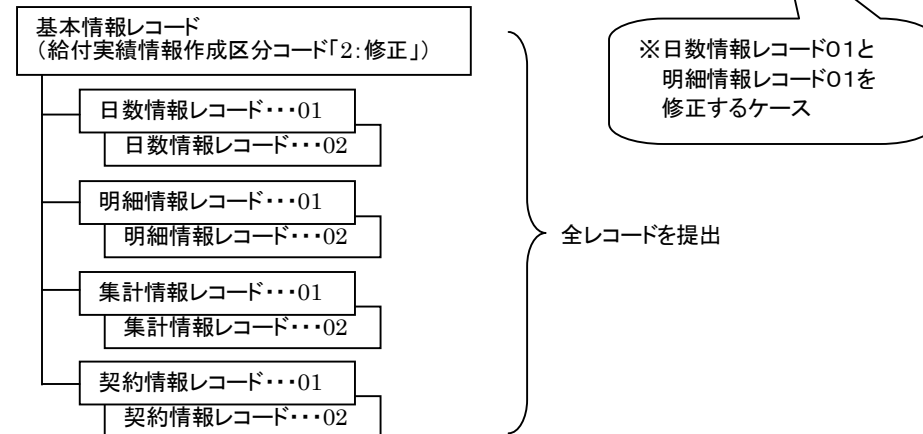 基本情報レコード
（給付実績情報作成区分コード「2:修正」）
日数情報レコード・・・01
日数情報レコード・・・02
明細情報レコード・・・01
明細情報レコード・・・02
集計情報レコード・・・01
集計情報レコード・・・02
契約情報レコード・・・01
契約情報レコード・・・02
全レコードを提出
※日数情報レコード01と
明細情報レコード01を
修正するケース